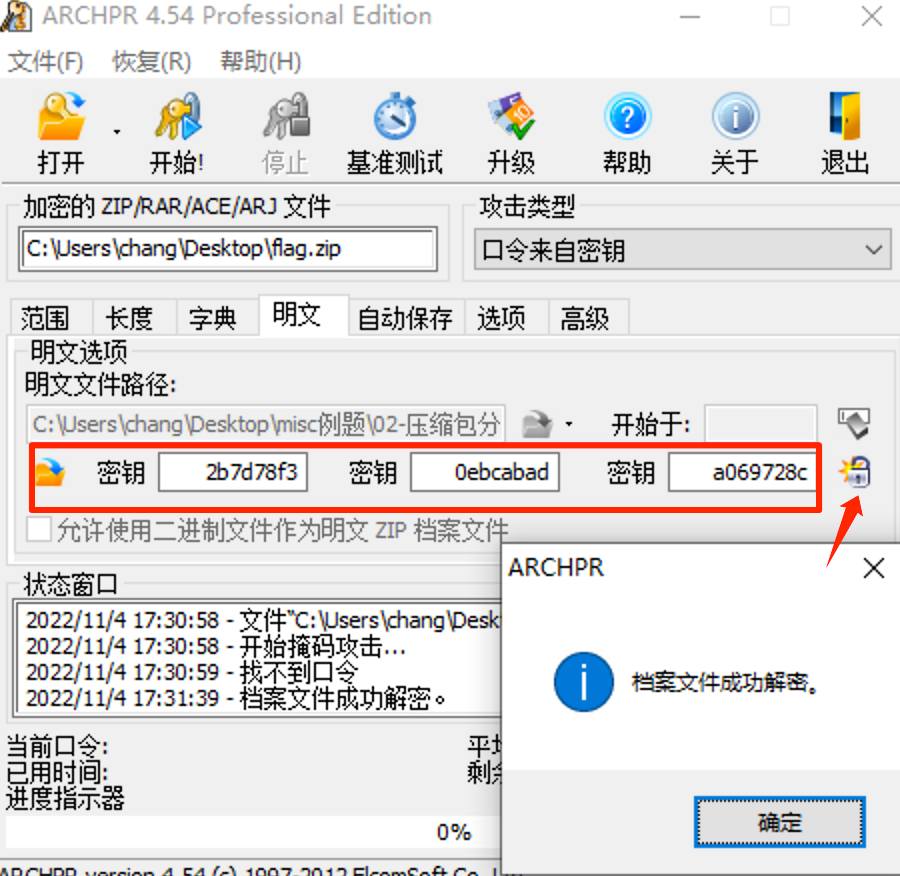 ARCHPR 4.54 Professional Edition
文件(F) 恢复(R) 帮助(H)
打开 开始! 停止 基准测试 升级 帮助 关于 退出
加密的 ZIP/RAR/ACE/ARJ 文件 攻击类型
C:\Users\chang\Desktop\flag.zip 口令来自密钥
范围 长度 字典 明文 自动保存 选项 高级
明文选项
明文文件路径:
C:\Users\chang\Desktop\misc例题\02-压缩包分 开始于:
密钥 2b7d78f3 密钥 0ebcabad 密钥 a069728c
允许使用二进制文件作为明文 ZIP 档案文件
ARCHPR
状态窗口
2022/11/4 17:30:58 - 文件“C:\Users\chang\Desk
2022/11/4 17:30:58 - 开始掩码攻击...
2022/11/4 17:30:59 - 找不到口令
2022/11/4 17:31:39 - 档案文件成功解密。
档案文件成功解密。
当前口令: 平均
已用时间: 剩余
进度指示器
0%
确定
ARCHPR version 4.54 (c) 1997-2012 ElcomSoft Co.